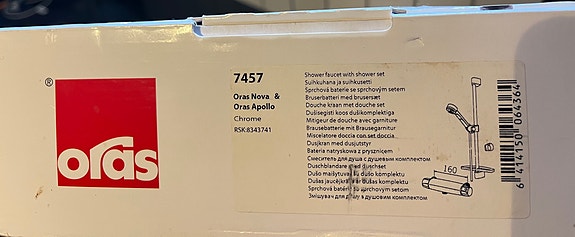 oras
®
7457
Oras Nova &
Oras Apollo
Chrome
RSK:8343741
Shower faucet with shower set
Suihkuhana ja suihkusetti
Sprchová baterie se sprchovým setem
Bruserbatteri med brusersæt
Douche kraan met douche set
Dušisegisti koos dušikomplektiga
Mitigeur de douche avec garniture
Brausebatterie mit Brausegarnitur
Miscelatore doccia con set doccia
Dusjkran med dusjutstyr
Bateria natryskowa z prysznicem
Смеситель для душа с душевым комплектом
Duschblandare med duschset
Dušo maišytuvas su dušo komplektu
Dušas jaucējkrāns ar dušas komplektu
Sprchová batéria so sprchovým setom
Змішувач для душу з душовим комплектом
160
6 414150 064364